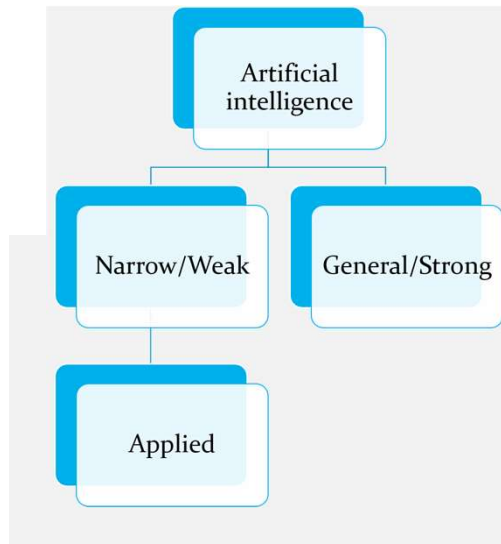 Artificial
intelligence
Narrow/Weak
General/Strong
Applied